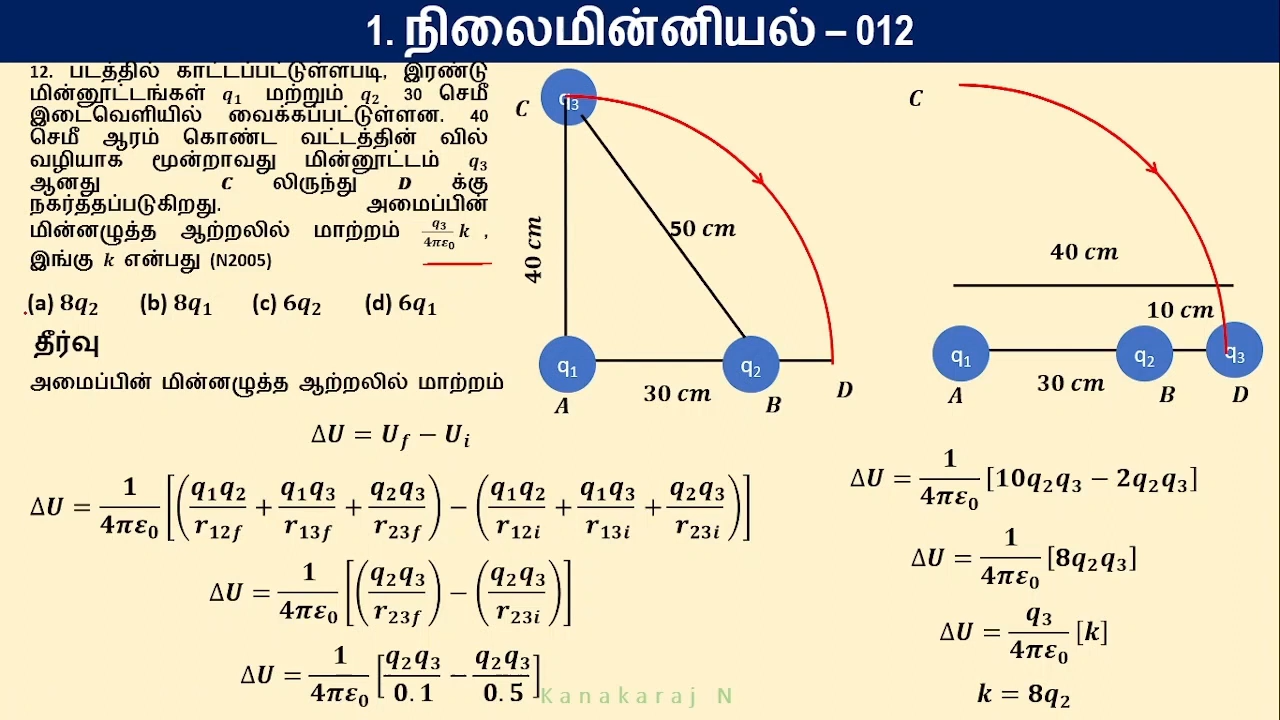 1. நிலைமின்னியல் – 012
12. படத்தில் காட்டப்பட்டுள்ளபடி, இரண்டு
மின்னூட்டங்கள் q₁ மற்றும் q₂ 30 செமீ
இடைவெளியில் வைக்கப்பட்டுள்ளன. 40
செமீ ஆரம் கொண்ட வட்டத்தின் வில்
வழியாக மூன்றாவது மின்னூட்டம் q₃
ஆனது C லிருந்து D க்கு
நகர்த்தப்படுகிறது. அமைப்பின்
மின்னழுத்த ஆற்றலில் மாற்றம் q₃/4πε₀ k ,
இங்கு k என்பது (N2005)
(a) 8q₂ (b) 8q₁ (c) 6q₂ (d) 6q₁
தீர்வு
அமைப்பின் மின்னழுத்த ஆற்றலில் மாற்றம்
ΔU = U_f − U_i
ΔU = 1/4πε₀ [(q₁q₂/r₁₂f + q₁q₃/r₁₃f + q₂q₃/r₂₃f) − (q₁q₂/r₁₂i + q₁q₃/r₁₃i + q₂q₃/r₂₃i)]
ΔU = 1/4πε₀ [(q₂q₃/r₂₃f) − (q₂q₃/r₂₃i)]
ΔU = 1/4πε₀ [q₂q₃/0.1 − q₂q₃/0.5]
C
q₃
40 cm
50 cm
q₁
q₂
30 cm
A
B
D
C
40 cm
10 cm
q₁
q₂
q₃
30 cm
A
B
D
ΔU = 1/4πε₀ [10q₂q₃ − 2q₂q₃]
ΔU = 1/4πε₀ [8q₂q₃]
ΔU = q₃/4πε₀ [k]
k = 8q₂
Kanakaraj N